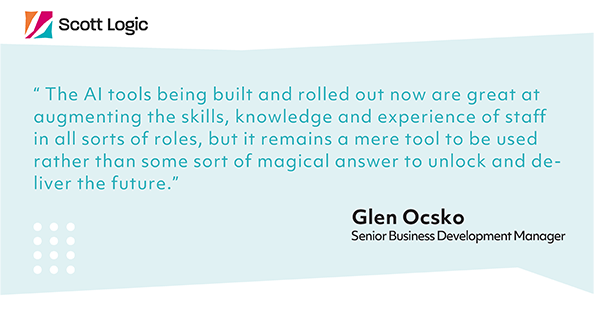 Scott Logic
“ The AI tools being built and rolled out now are great at
augmenting the skills, knowledge and experience of staff
in all sorts of roles, but it remains a mere tool to be used
rather than some sort of magical answer to unlock and de-
liver the future.”
Glen Ocsko
Senior Business Development Manager